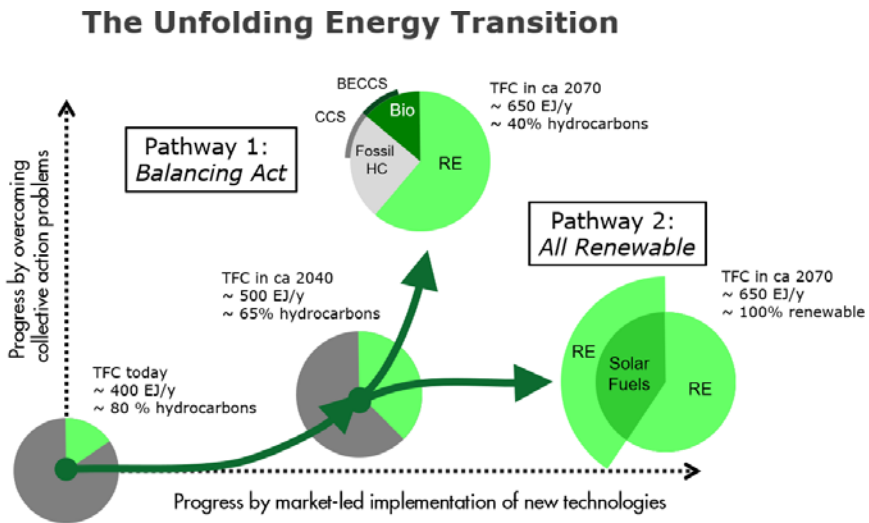 The Unfolding Energy Transition
BECCS
CCS
Bio
Fossil
HC
RE
TFC in ca 2070
~ 650 EJ/y
~ 40% hydrocarbons
Pathway 1:
Balancing Act
Pathway 2:
All Renewable
Progress by overcoming
collective action problems
TFC in ca 2040
~ 500 EJ/y
~ 65% hydrocarbons
TFC in ca 2070
~ 650 EJ/y
~ 100% renewable
RE
Solar
Fuels
RE
TFC today
~ 400 EJ/y
~ 80 % hydrocarbons
Progress by market-led implementation of new technologies